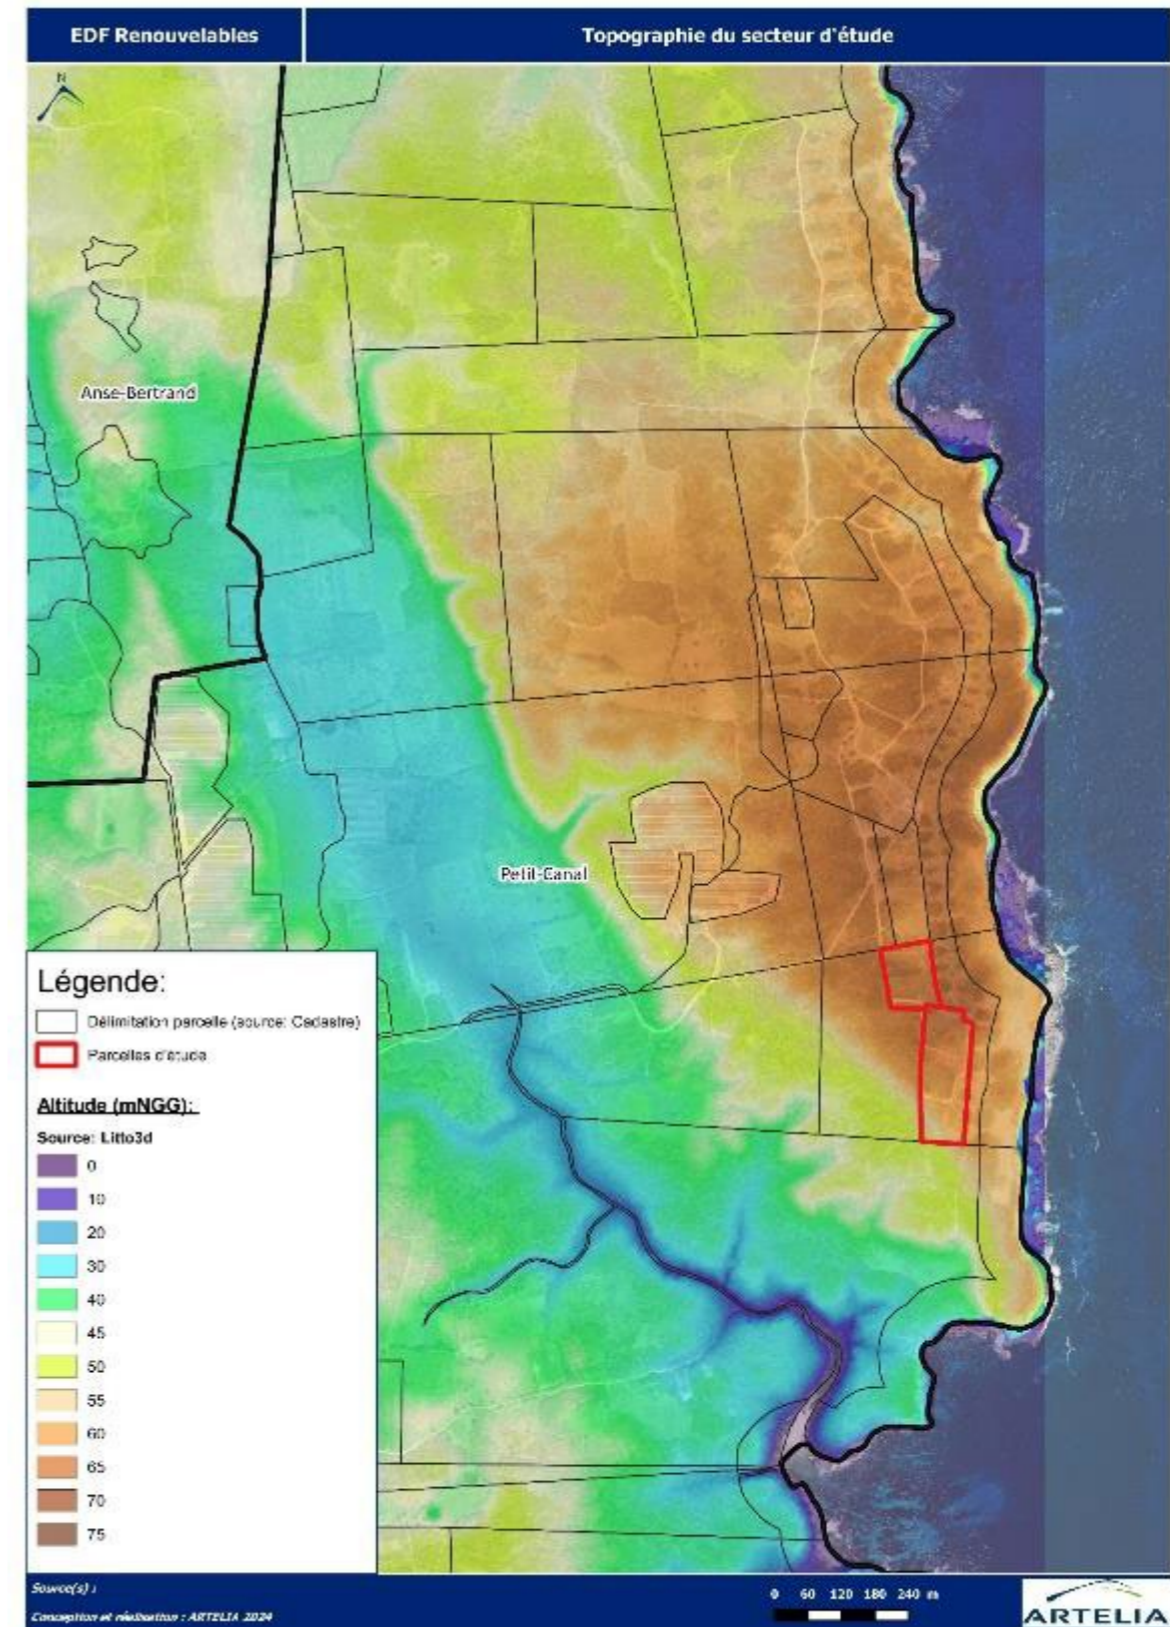 EDF Renouvelables
Topographie du secteur d'étude
N
Anse-Bertrand
Petit-Canal
Légende:
Délimitation parcelle (source: Cadastre)
Parcelles d'étude
Altitude (mNGG):
Source: Litto3d
0
10
20
30
40
45
50
55
60
65
70
75
Source(s) :
Conception et réalisation : ARTELIA 2024
0 60 120 180 240 m
ARTELIA